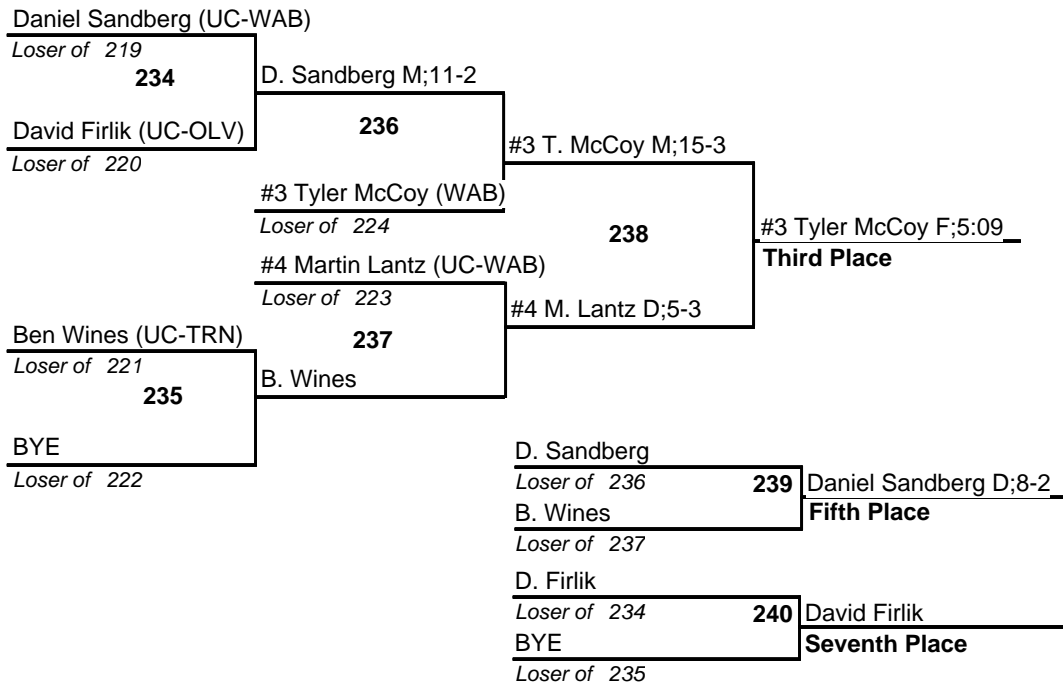 Daniel Sandberg (UC-WAB)
Loser of 219
234
D. Sandberg M;11-2
David Firlik (UC-OLV)
Loser of 220
236
#3 T. McCoy M;15-3
#3 Tyler McCoy (WAB)
Loser of 224
238
#3 Tyler McCoy F;5:09
Third Place
#4 Martin Lantz (UC-WAB)
Loser of 223
#4 M. Lantz D;5-3
Ben Wines (UC-TRN)
Loser of 221
237
235
B. Wines
BYE
Loser of 222
D. Sandberg
Loser of 236
239
Daniel Sandberg D;8-2
B. Wines
Fifth Place
Loser of 237
D. Firlik
Loser of 234
240
David Firlik
BYE
Seventh Place
Loser of 235